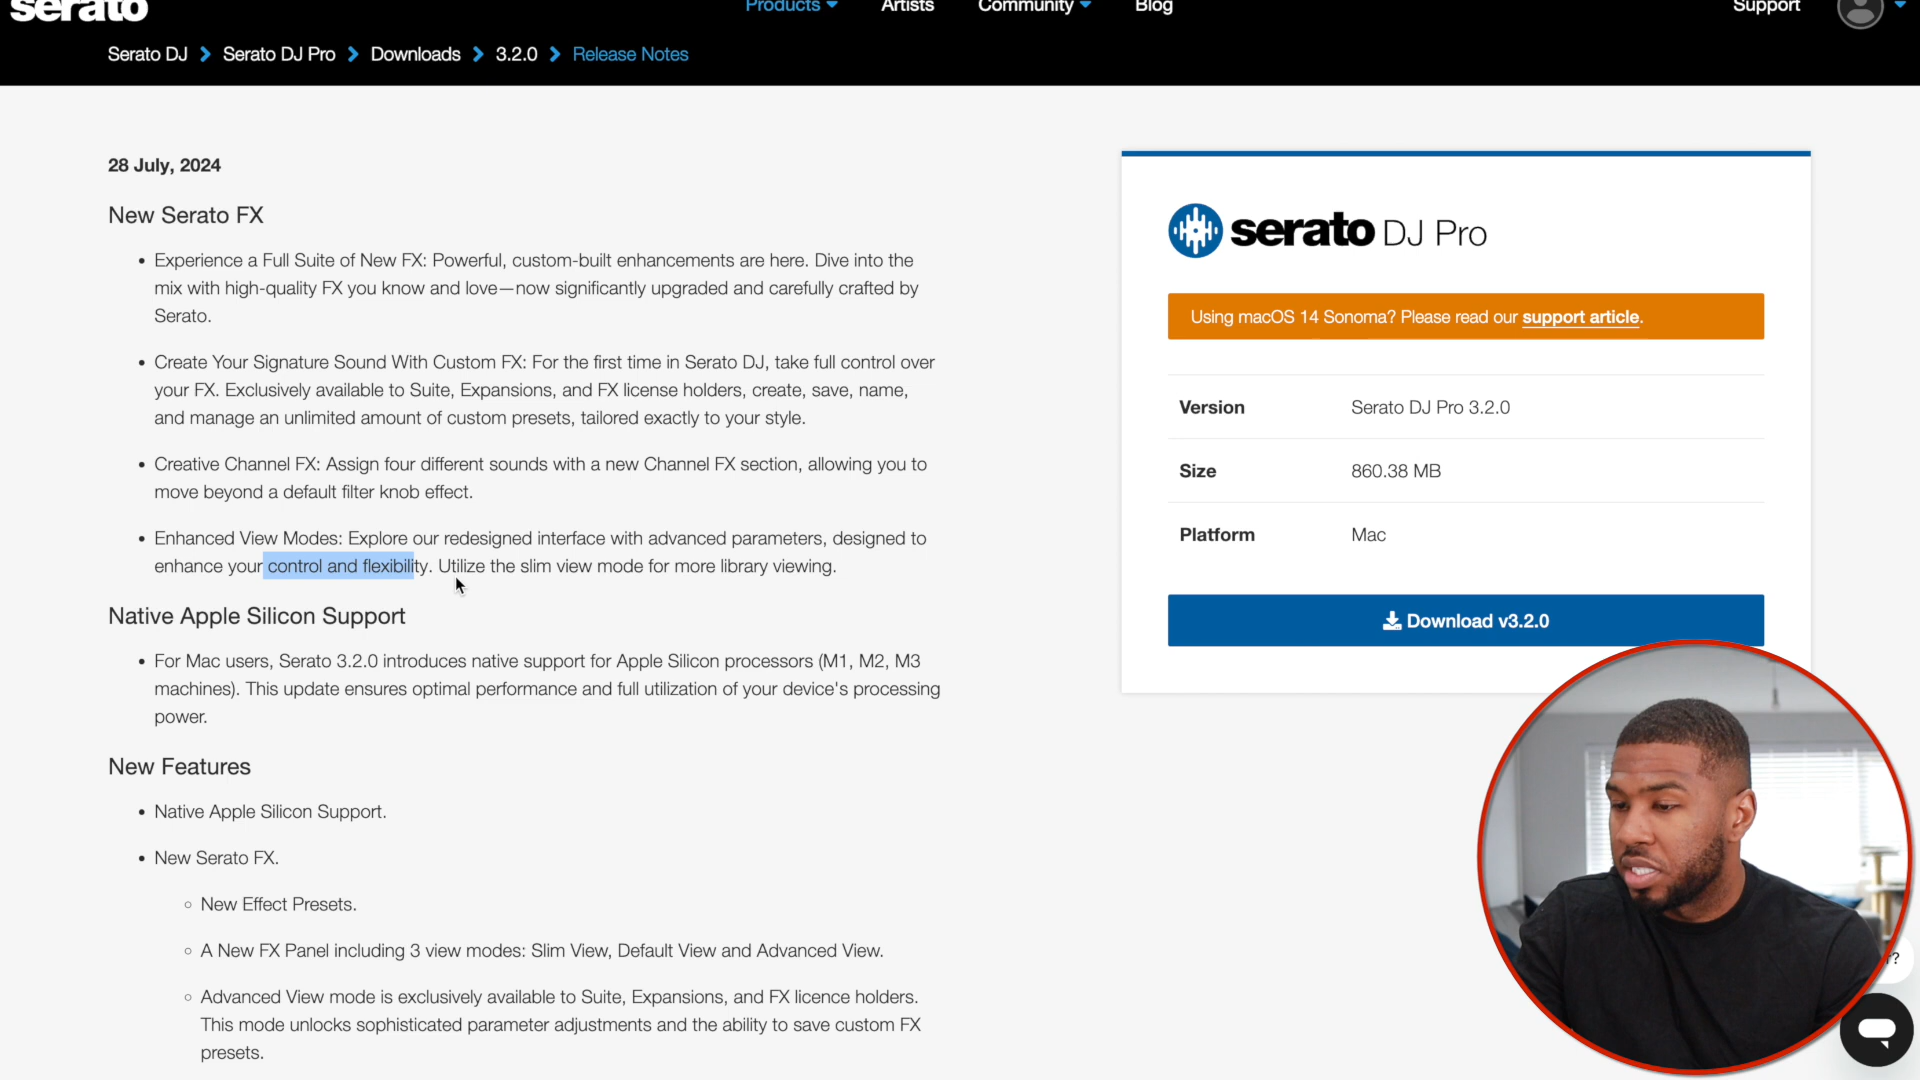 serato
Products
Artists
Community
Blog
Support
Serato DJ
Serato DJ Pro
Downloads
3.2.0
Release Notes
28 July, 2024
New Serato FX
• Experience a Full Suite of New FX: Powerful, custom-built enhancements are here. Dive into the
mix with high-quality FX you know and love—now significantly upgraded and carefully crafted by
Serato.
• Create Your Signature Sound With Custom FX: For the first time in Serato DJ, take full control over
your FX. Exclusively available to Suite, Expansions, and FX license holders, create, save, name,
and manage an unlimited amount of custom presets, tailored exactly to your style.
• Creative Channel FX: Assign four different sounds with a new Channel FX section, allowing you to
move beyond a default filter knob effect.
• Enhanced View Modes: Explore our redesigned interface with advanced parameters, designed to
enhance your control and flexibility. Utilize the slim view mode for more library viewing.
Native Apple Silicon Support
• For Mac users, Serato 3.2.0 introduces native support for Apple Silicon processors (M1, M2, M3
machines). This update ensures optimal performance and full utilization of your device's processing
power.
New Features
• Native Apple Silicon Support.
• New Serato FX.
◦ New Effect Presets.
◦ A New FX Panel including 3 view modes: Slim View, Default View and Advanced View.
◦ Advanced View mode is exclusively available to Suite, Expansions, and FX licence holders.
This mode unlocks sophisticated parameter adjustments and the ability to save custom FX
presets.
serato DJ Pro
Using macOS 14 Sonoma? Please read our support article.
Version Serato DJ Pro 3.2.0
Size 860.38 MB
Platform Mac
Download v3.2.0
?